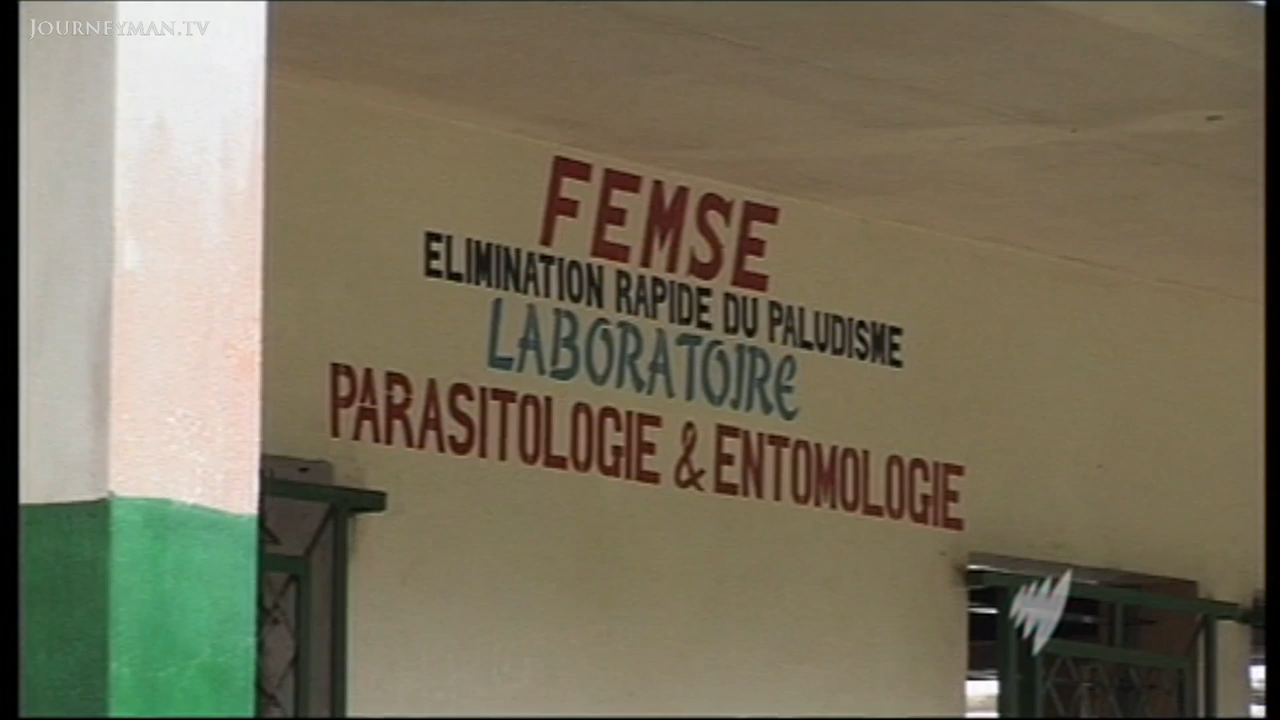 JOURNEYMAN.TV
FEMSE
ELIMINATION RAPIDE DU PALUDISME
LABORATOIRE
PARASITOLOGIE & ENTOMOLOGIE